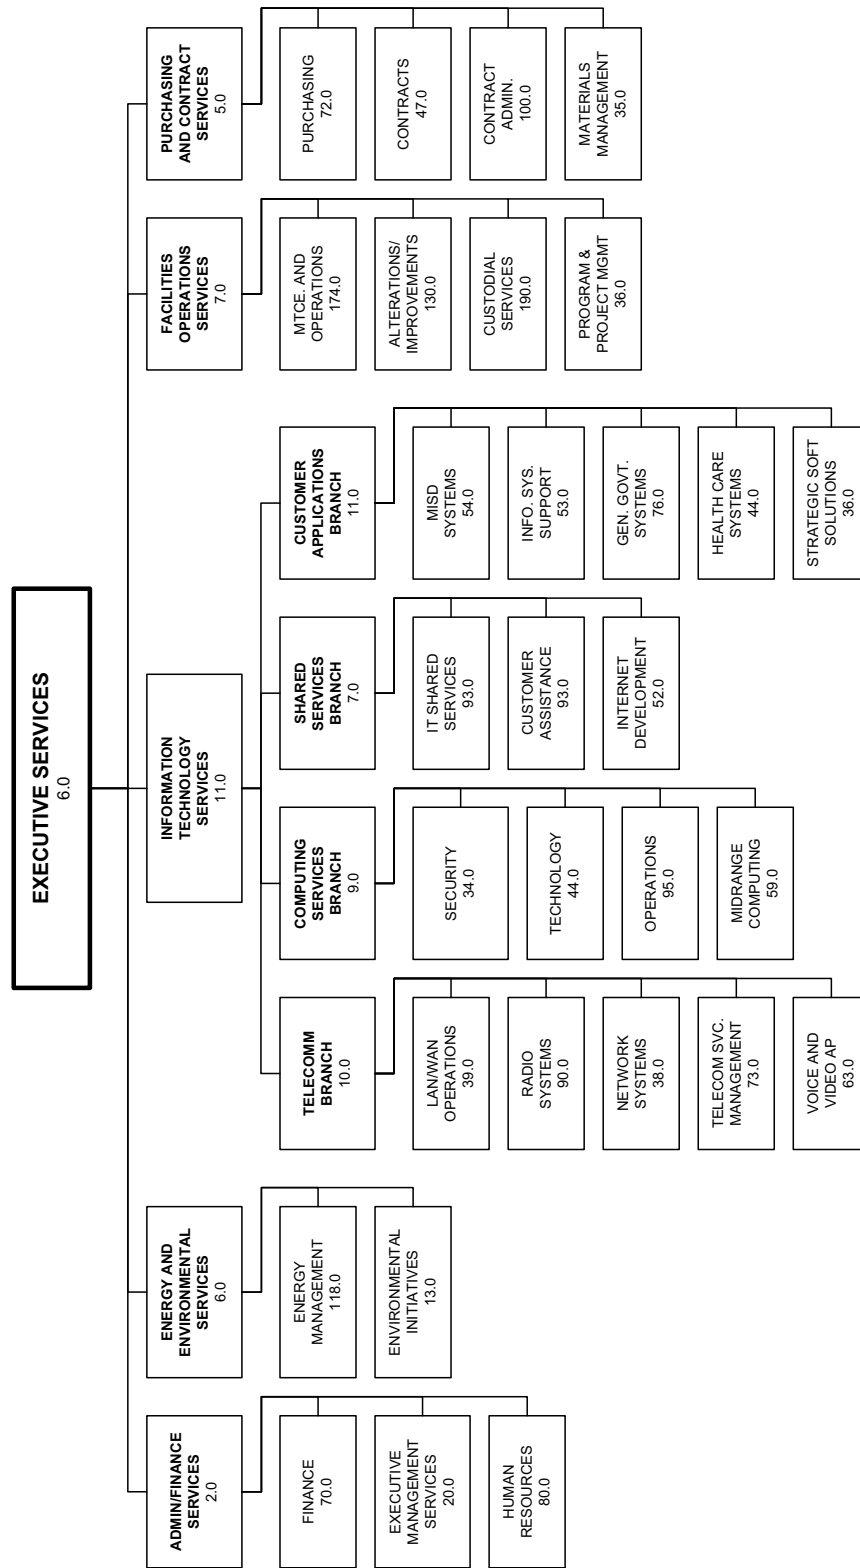 EXECUTIVE SERVICES
6.0
ADMIN/FINANCE
SERVICES
2.0
FINANCE
70.0
EXECUTIVE
MANAGEMENT
SERVICES
20.0
HUMAN
RESOURCES
80.0
ENERGY AND
ENVIRONMENTAL
SERVICES
6.0
ENERGY
MANAGEMENT
118.0
ENVIRONMENTAL
INITIATIVES
13.0
INFORMATION
TECHNOLOGY
SERVICES
11.0
TELECOMM
BRANCH
10.0
LAN/WAN
OPERATIONS
39.0
RADIO
SYSTEMS
90.0
NETWORK
SYSTEMS
38.0
TELECOM SVC.
MANAGEMENT
73.0
VOICE AND
VIDEO AP
63.0
COMPUTING
SERVICES
BRANCH
9.0
SECURITY
34.0
TECHNOLOGY
44.0
OPERATIONS
95.0
MIDRANGE
COMPUTING
59.0
SHARED
SERVICES
BRANCH
7.0
IT SHARED
SERVICES
93.0
CUSTOMER
ASSISTANCE
93.0
INTERNET
DEVELOPMENT
52.0
CUSTOMER
APPLICATIONS
BRANCH
11.0
MISD
SYSTEMS
54.0
INFO. SYS.
SUPPORT
53.0
GEN. GOVT.
SYSTEMS
76.0
HEALTH CARE
SYSTEMS
44.0
STRATEGIC SOFT
SOLUTIONS
36.0
FACILITIES
OPERATIONS
SERVICES
7.0
MTCE. AND
OPERATIONS
174.0
ALTERATIONS/
IMPROVEMENTS
130.0
CUSTODIAL
SERVICES
190.0
PROGRAM &
PROJECT MGMT
36.0
PURCHASING
AND CONTRACT
SERVICES
5.0
PURCHASING
72.0
CONTRACTS
47.0
CONTRACT
ADMIN.
100.0
MATERIALS
MANAGEMENT
35.0